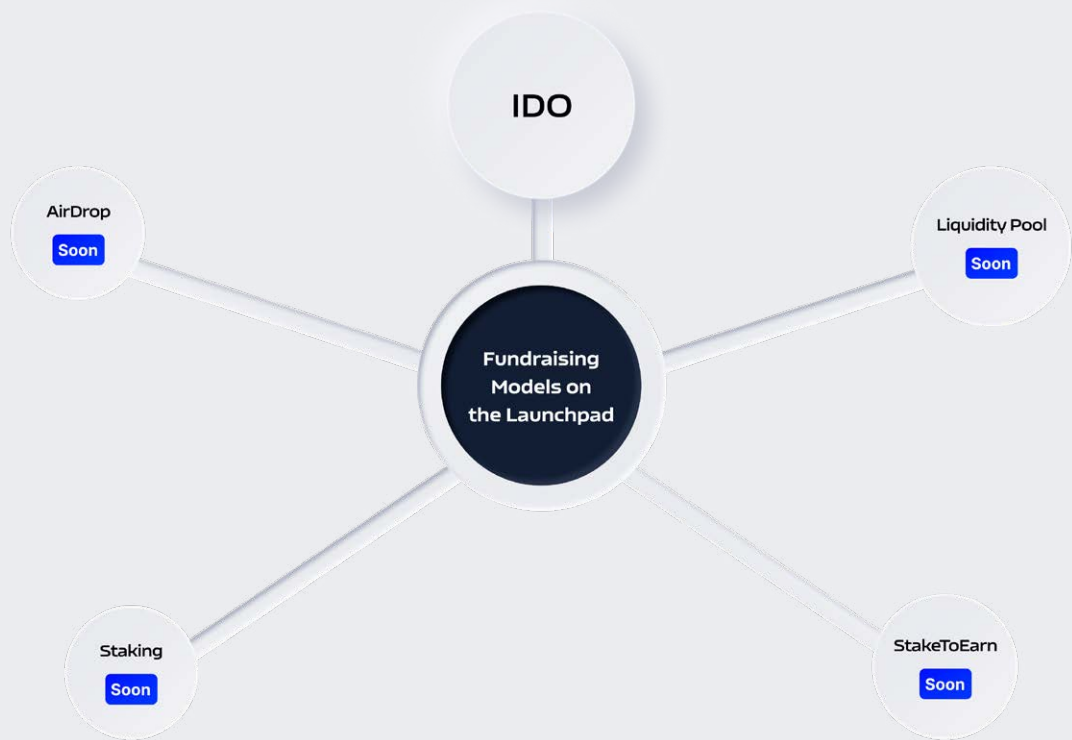 IDO
AirDrop
Soon
Liquidity Pool
Soon
Fundraising
Models on
the Launchpad
Staking
Soon
StakeToEarn
Soon